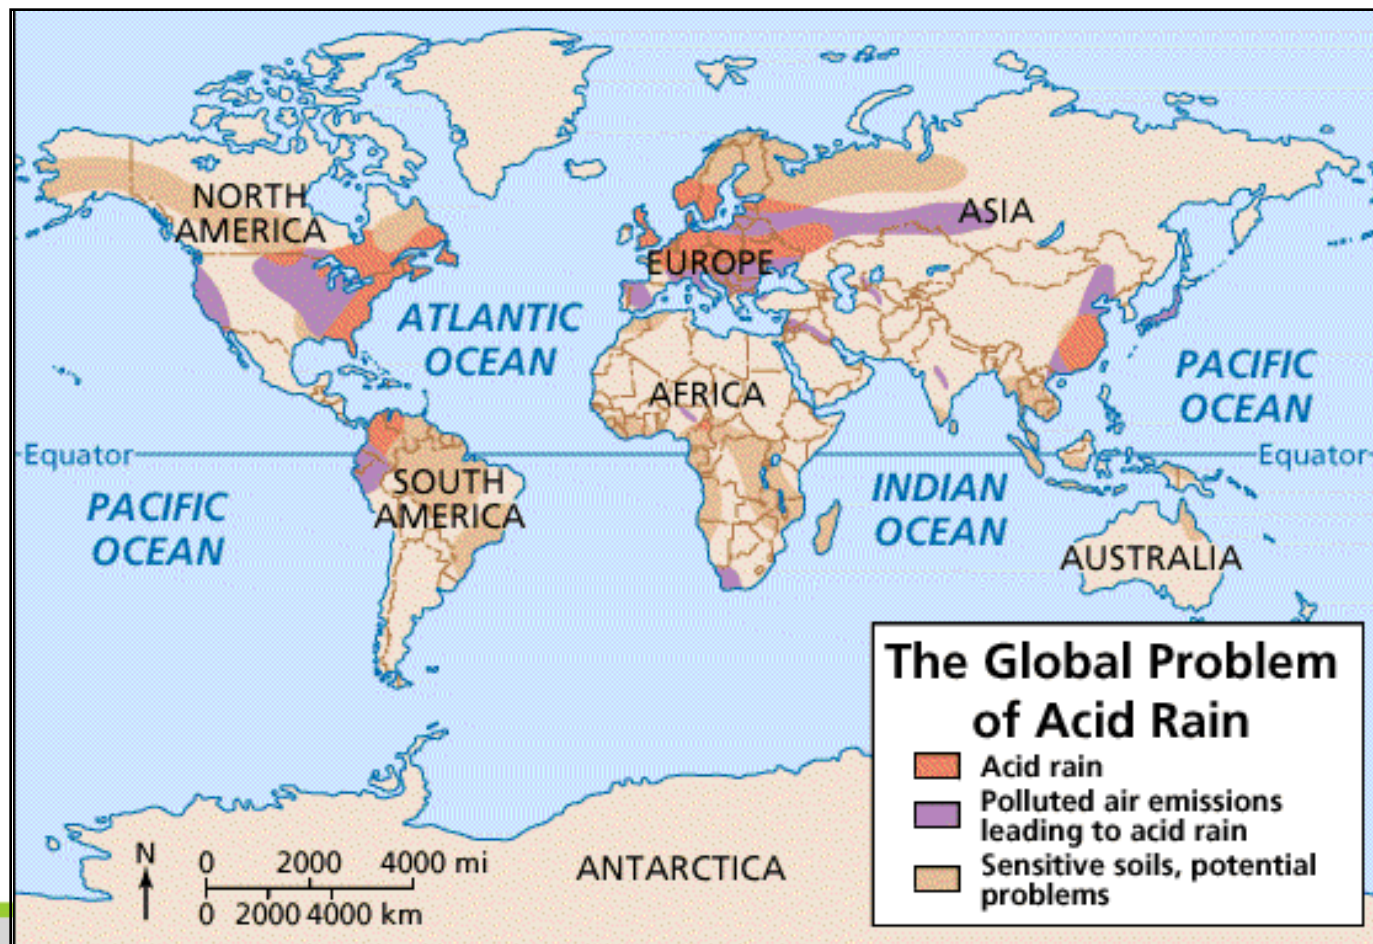 NORTH
AMERICA
ASIA
EUROPE
ATLANTIC
OCEAN
PACIFIC
OCEAN
AFRICA
Equator
Equator
SOUTH
AMERICA
PACIFIC
OCEAN
INDIAN
OCEAN
AUSTRALIA
The Global Problem
of Acid Rain
Acid rain
Polluted air emissions
leading to acid rain
Sensitive soils, potential
problems
N
0 2000 4000 mi
0 2000 4000 km
ANTARCTICA